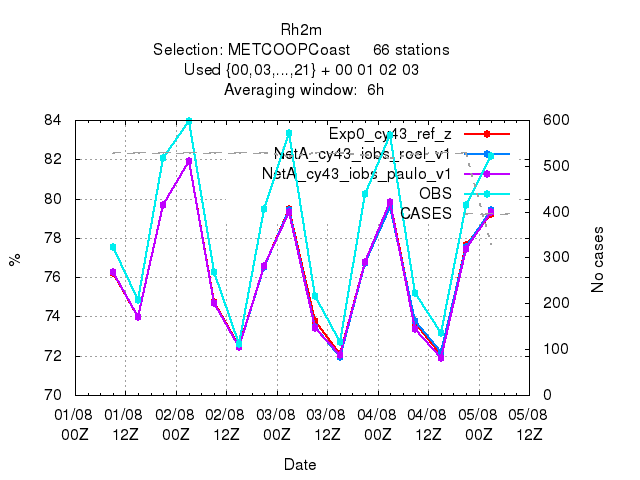 Rh2m
Selection: METCOOPCoast 66 stations
Used {00,03,...,21} + 00 01 02 03
Averaging window: 6h
84
82
80
78
76
74
72
70
%
600
500
400
300
200
100
0
No cases
Exp0_cy43_ref_z
NetA_cy43_iobs_roel_v1
NetA_cy43_iobs_paulo_v1
OBS
CASES
01/08 01/08 02/08 02/08 03/08 03/08 04/08 04/08 05/08 05/08
00Z 12Z 00Z 12Z 00Z 12Z 00Z 12Z 00Z 12Z
Date